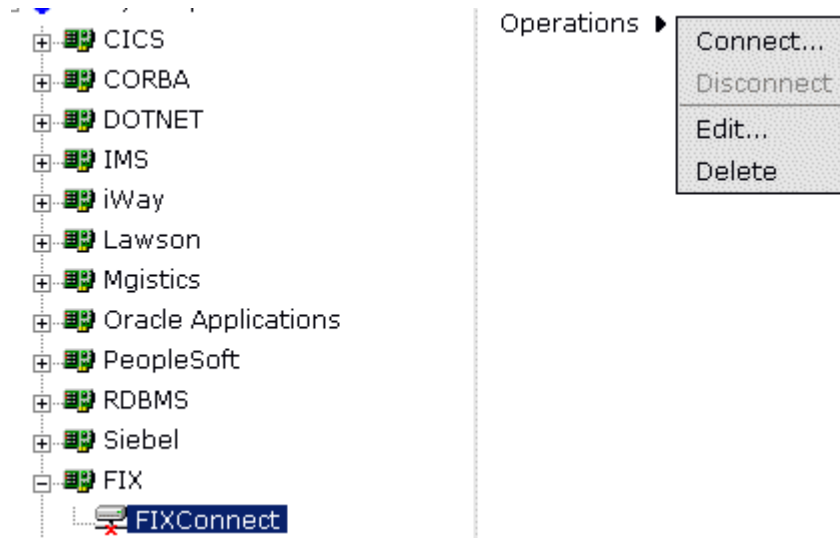 CICS
CORBA
DOTNET
IMS
iWay
Lawson
Mgistics
Oracle Applications
PeopleSoft
RDBMS
Siebel
FIX
FIXConnect
Operations
Connect...
Disconnect
Edit...
Delete